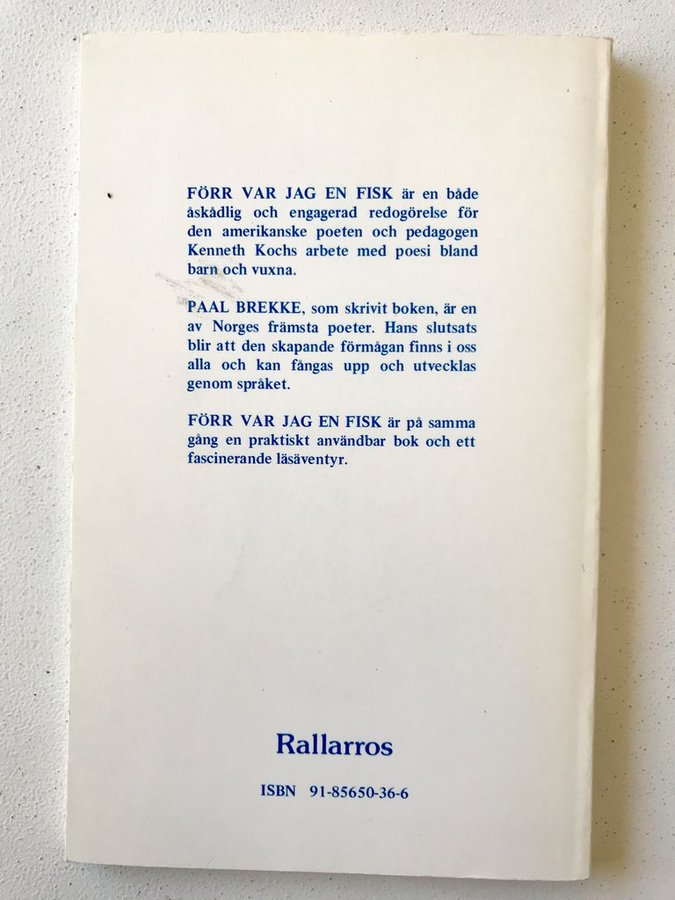 FÖRR VAR JAG EN FISK är en både
åskådlig och engagerad redogörelse för
den amerikanske poeten och pedagogen
Kenneth Kochs arbete med poesi bland
barn och vuxna.
PAAL BREKKE, som skrivit boken, är en
av Norges främsta poeter. Hans slutsats
blir att den skapande förmågan finns i oss
alla och kan fångas upp och utvecklas
genom språket.
FÖRR VAR JAG EN FISK är på samma
gång en praktiskt användbar bok och ett
fascinerande läsäventyr.
Rallarros
ISBN 91-85650-36-6